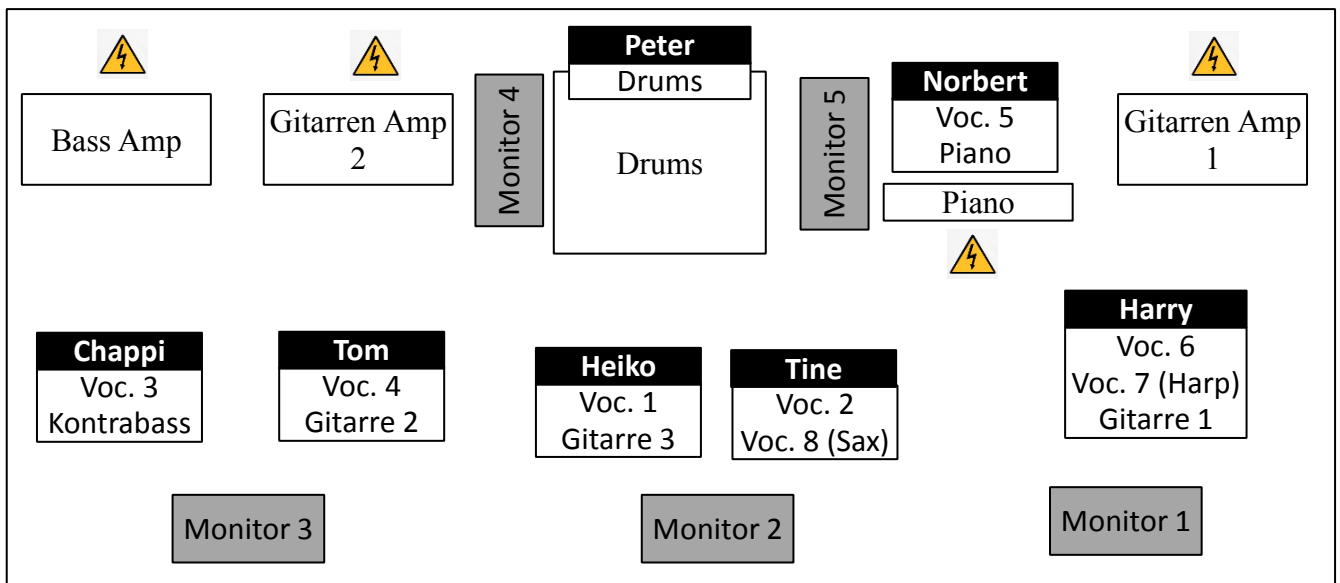 Peter
Drums
Drums
Bass Amp
Gitarren Amp
2
Monitor 4
Monitor 5
Norbert
Voc. 5
Piano
Piano
Gitarren Amp
1
Chappi
Voc. 3
Kontrabass
Tom
Voc. 4
Gitarre 2
Heiko
Voc. 1
Gitarre 3
Tine
Voc. 2
Voc. 8 (Sax)
Harry
Voc. 6
Voc. 7 (Harp)
Gitarre 1
Monitor 3
Monitor 2
Monitor 1